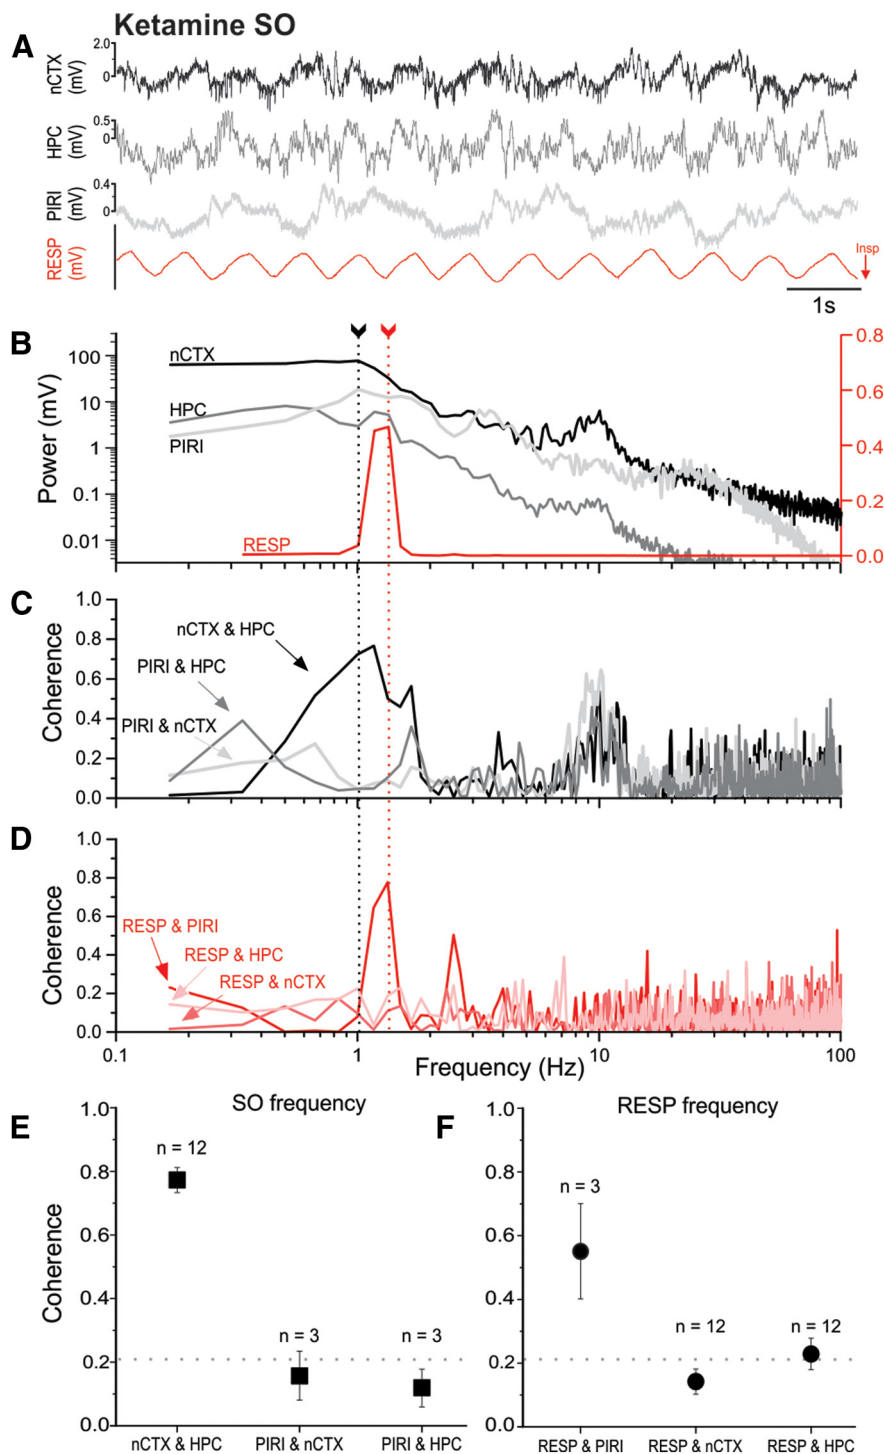 Ketamine SO
A
nCTX
(mV)
2.0
0
HPC
(mV)
0.5
0
PIRI
(mV)
0.4
0
RESP
(mV)
Insp
1s
B
Power (mV)
100
10
1
0.1
0.01
nCTX
HPC
PIRI
RESP
0.8
0.6
0.4
0.2
0.0
C
Coherence
1.0
0.8
0.6
0.4
0.2
0.0
nCTX & HPC
PIRI & HPC
PIRI & nCTX
D
Coherence
1.0
0.8
0.6
0.4
0.2
0.0
RESP & PIRI
RESP & HPC
RESP & nCTX
0.1 1 10 100
Frequency (Hz)
E
SO frequency
Coherence
1.0
0.8
0.6
0.4
0.2
0.0
n = 12
n = 3
n = 3
nCTX & HPC PIRI & nCTX PIRI & HPC
F
RESP frequency
1.0
0.8
0.6
0.4
0.2
0.0
n = 3
n = 12
n = 12
RESP & PIRI RESP & nCTX RESP & HPC